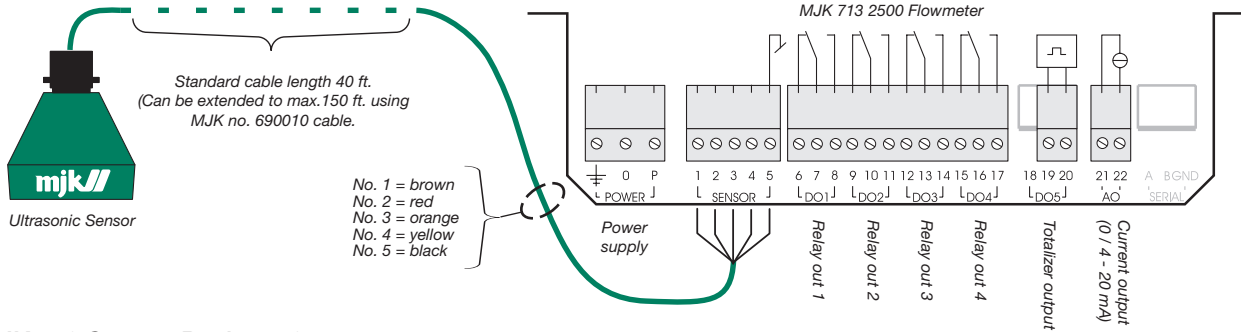 MJK 713 2500 Flowmeter
Standard cable length 40 ft.
(Can be extended to max.150 ft. using
MJK no. 690010 cable.
mjk
Ultrasonic Sensor
No. 1 = brown
No. 2 = red
No. 3 = orange
No. 4 = yellow
No. 5 = black
0 P
1 2 3 4 5 6 7 8 9 10 11 12 13 14 15 16 17 18 19 20 21 22 A BGND
POWER SENSOR DO1 DO2 DO3 DO4 DO5 AO SERIAL
Power
supply
Relay out 1
Relay out 2
Relay out 3
Relay out 4
Totalizer output
Current output
(0 / 4 - 20 mA)